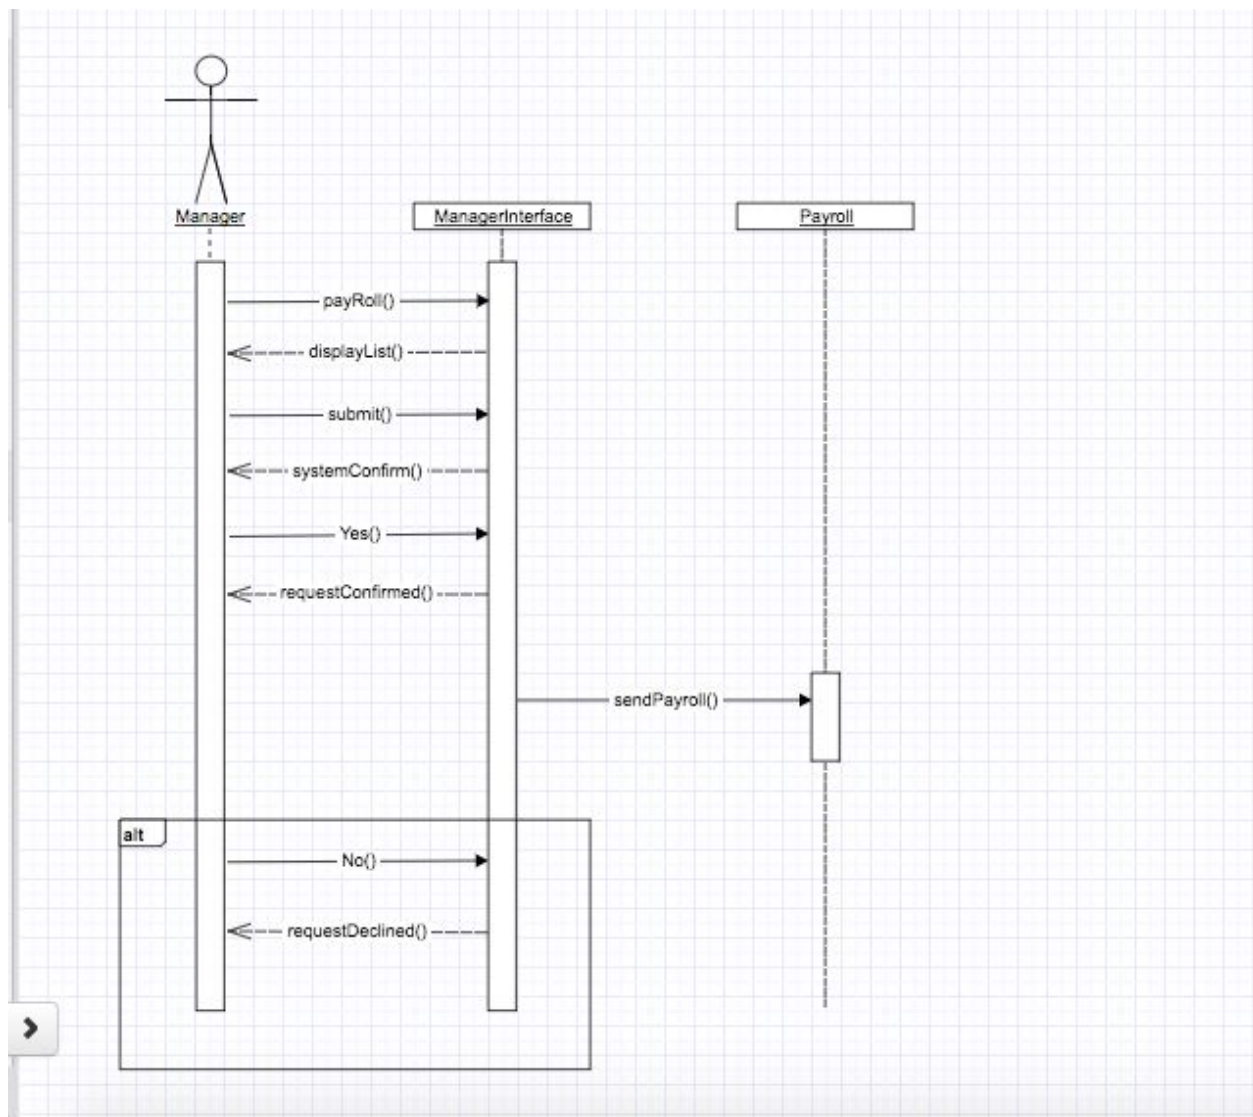 Manager
ManagerInterface
Payroll
payRoll()
displayList()
submit()
systemConfirm()
Yes()
requestConfirmed()
sendPayroll()
alt
No()
requestDeclined()